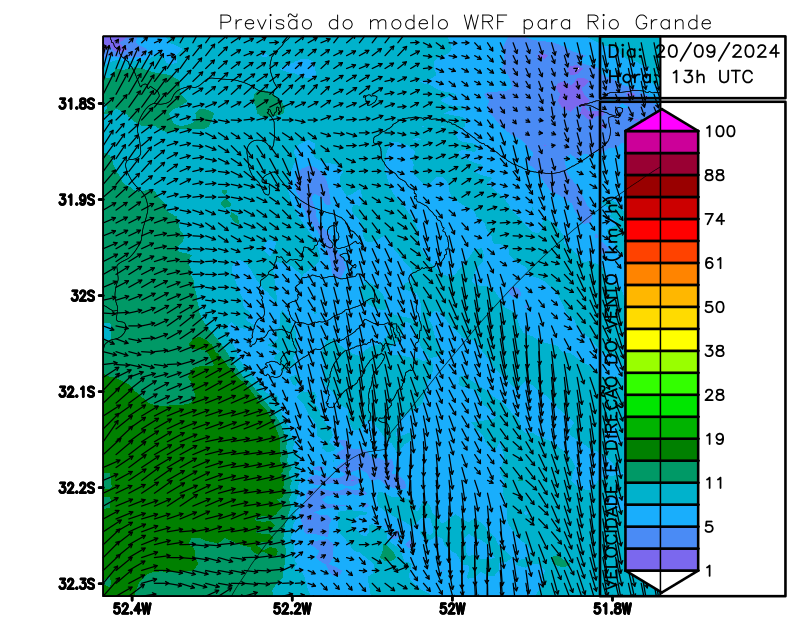 Previsão do modelo WRF para Rio Grande
Dia: 20/09/2024
Hora: 13h UTC
31.8S
31.9S
32S
32.1S
32.2S
32.3S
52.4W
52.2W
52W
51.8W
VELOCIDADE E DIREÇÃO DO VENTO (km/h)
100
88
74
61
50
38
28
19
11
5
1